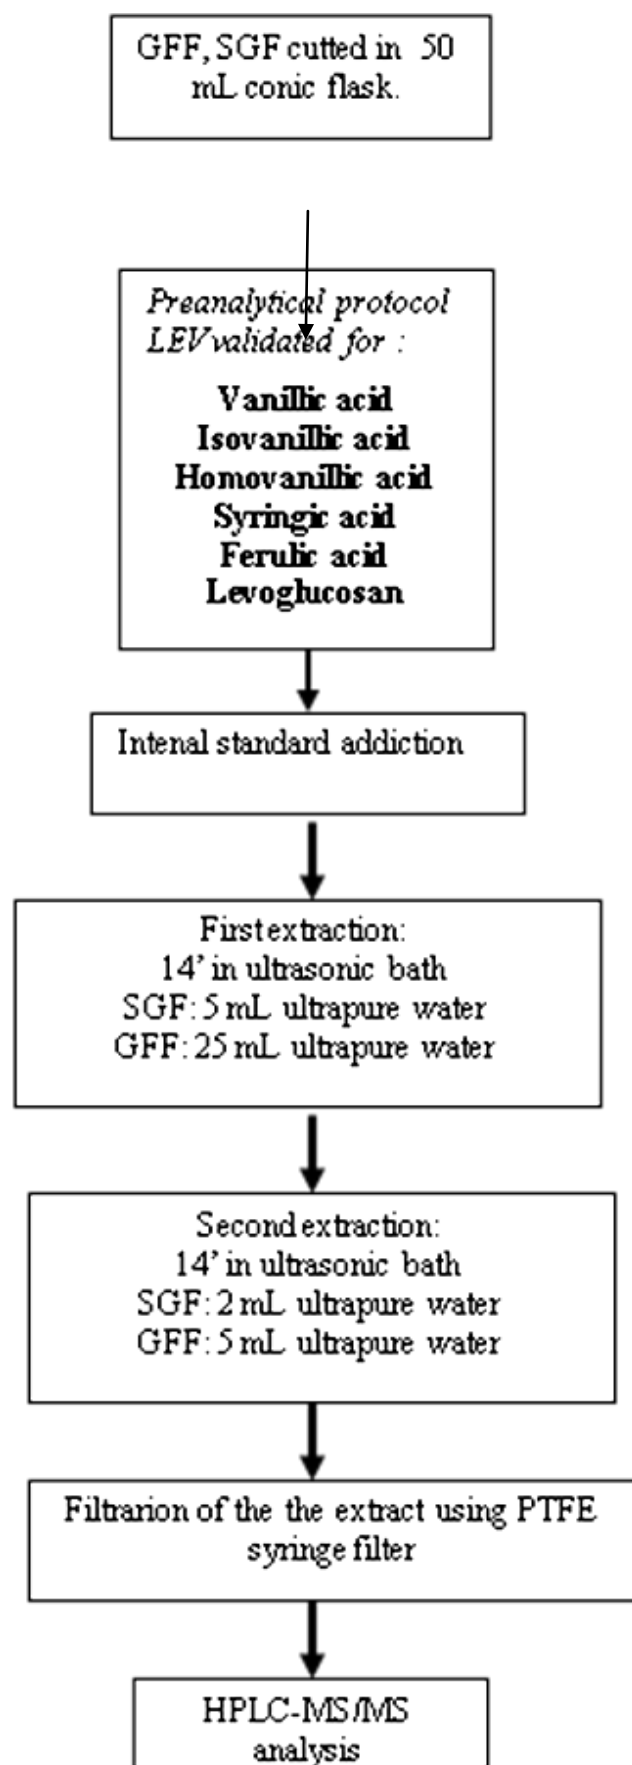 GFF, SGF cutted in 50
mL conic flask.
Preanalytical protocol
LEV validated for :
Vanillic acid
Isovanillic acid
Homovanillic acid
Syringic acid
Ferulic acid
Levoglucosan
Intenal standard addiction
First extraction:
14' in ultrasonic bath
SGF: 5 mL ultrapure water
GFF: 25 mL ultrapure water
Second extraction:
14' in ultrasonic bath
SGF: 2 mL ultrapure water
GFF: 5 mL ultrapure water
Filtrarion of the the extract using PTFE
syringe filter
HPLC-MS/MS
analysis